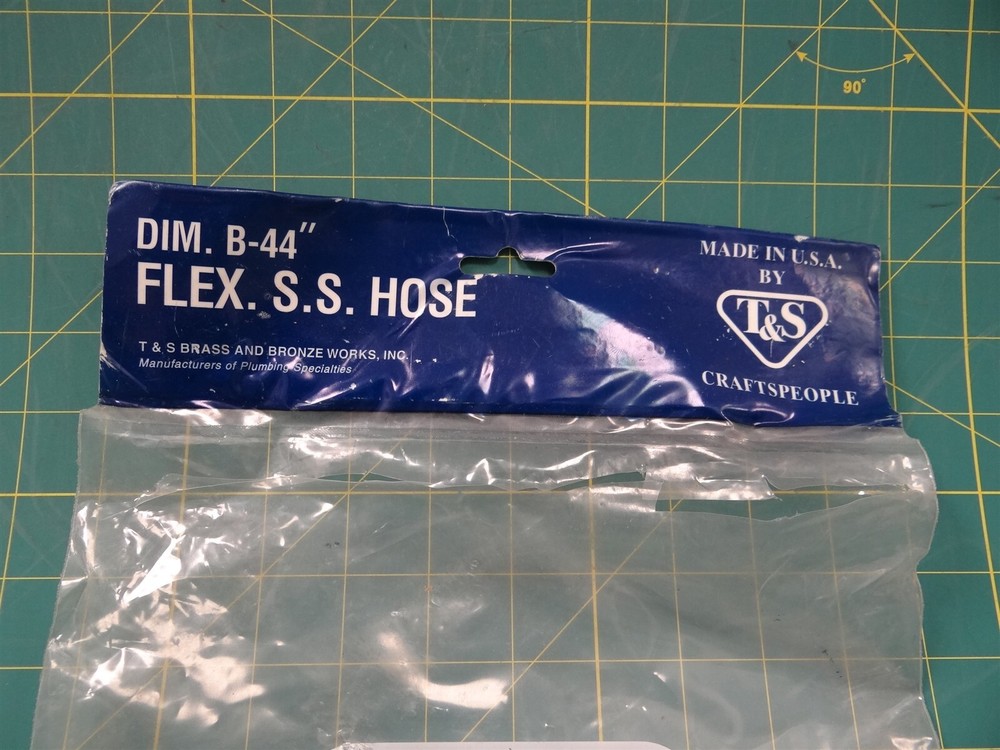 90°
DIM. B-44"
FLEX. S.S. HOSE
T & S BRASS AND BRONZE WORKS, INC.
Manufacturers of Plumbing Specialties
MADE IN U.S.A.
BY
T&S
CRAFTSPEOPLE